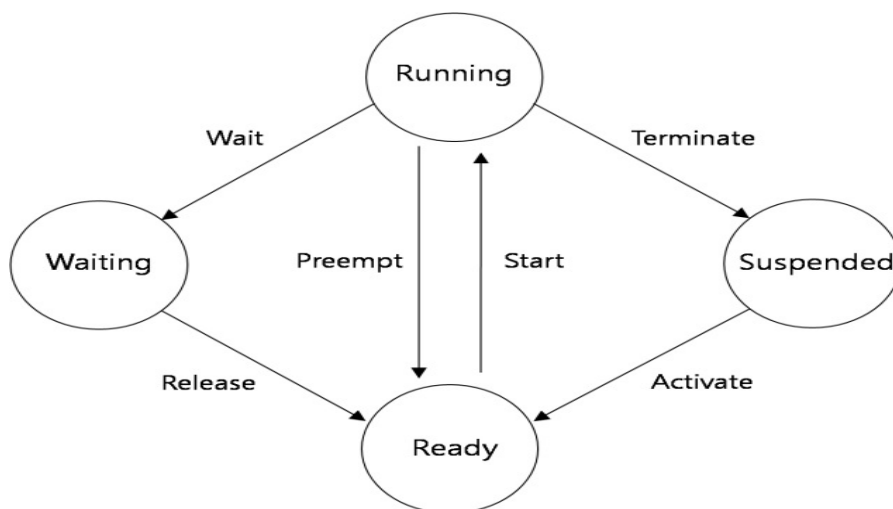 Running
Wait
Terminate
Waiting
Preempt
Start
Suspended
Release
Activate
Ready